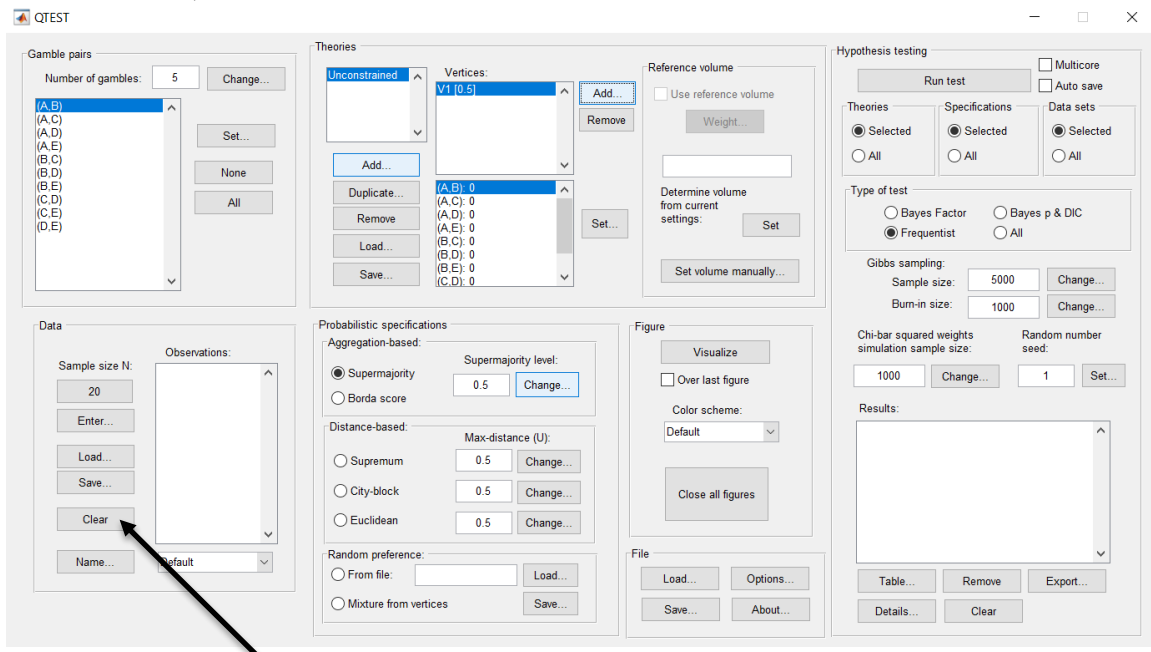 QTEST
Gamble pairs
Number of gambles: 5 Change...
(A,B)
(A,C)
(A,D)
(A,E)
(B,C)
(B,D)
(B,E)
(C,D)
(C,E)
(D,E)
Set...
None
All
Theories
Unconstrained
Vertices:
V1 [0.5]
Add...
Remove
Add...
Duplicate...
Remove
Load...
Save...
(A,B): 0
(A,C): 0
(A,D): 0
(A,E): 0
(B,C): 0
(B,D): 0
(B,E): 0
(C,D): 0
Set...
Reference volume
Use reference volume
Weight...
Determine volume
from current
settings: Set
Set volume manually...
Hypothesis testing
Run test
Multicore
Auto save
Theories
Selected
All
Specifications
Selected
All
Data sets
Selected
All
Type of test
Bayes Factor Bayes p & DIC
Frequentist All
Gibbs sampling:
Sample size: 5000 Change...
Burn-in size: 1000 Change...
Chi-bar squared weights
simulation sample size:
1000 Change...
Random number
seed:
1 Set...
Results:
Table... Remove Export...
Details... Clear
Data
Sample size N:
20
Enter...
Load...
Save...
Clear
Name... Default
Observations:
Probabilistic specifications
Aggregation-based:
Supermajority level:
Supermajority 0.5 Change...
Borda score
Distance-based:
Max-distance (U):
Supremum 0.5 Change...
City-block 0.5 Change...
Euclidean 0.5 Change...
Random preference:
From file: Load...
Mixture from vertices Save...
Figure
Visualize
Over last figure
Color scheme:
Default
Close all figures
File
Load... Options...
Save... About...